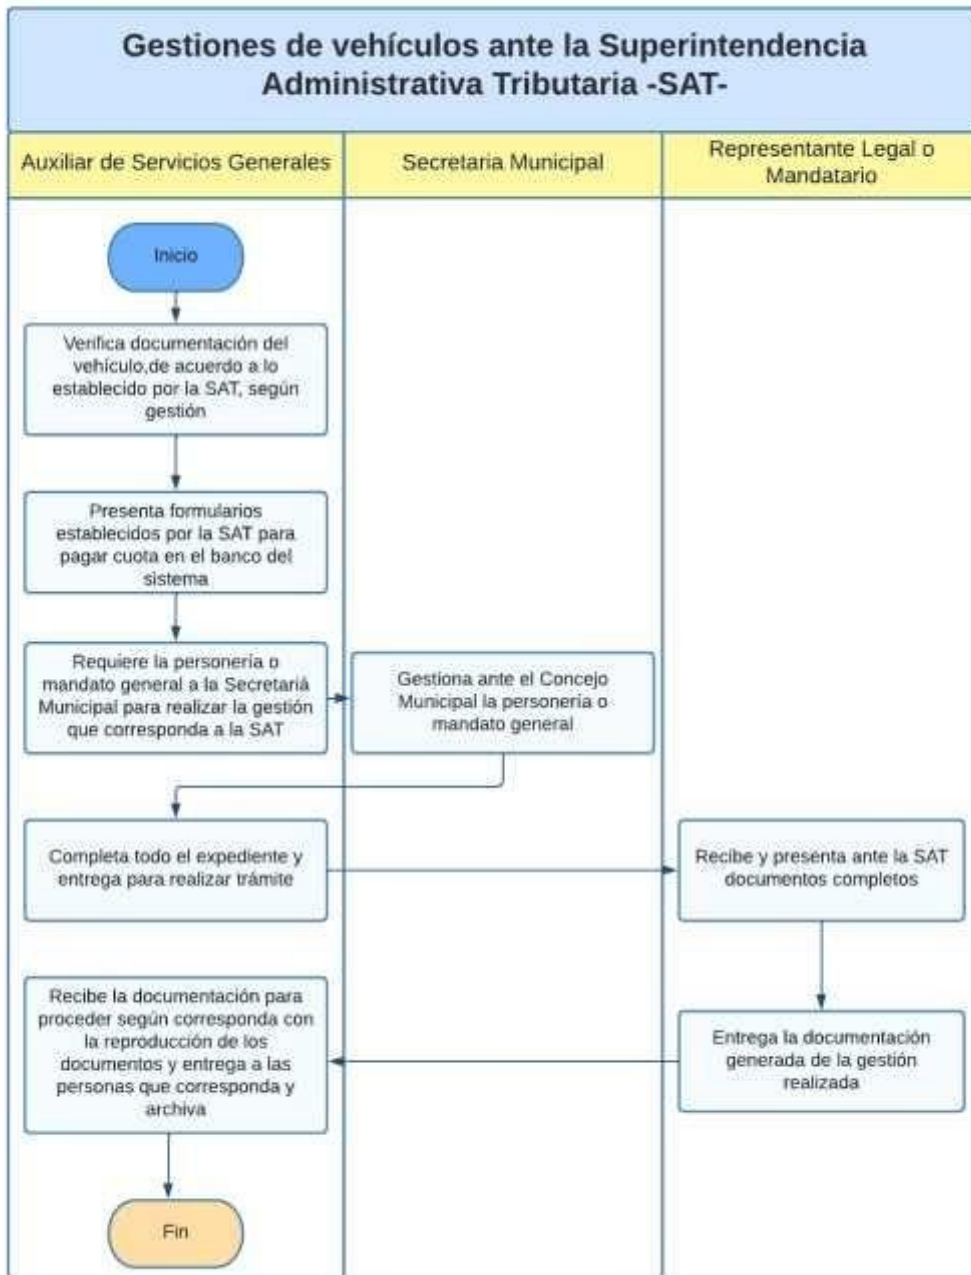 Gestiones de vehículos ante la Superintendencia
Administrativa Tributaria -SAT-
Auxiliar de Servicios Generales
Secretaria Municipal
Representante Legal o
Mandatario
Inicio
Verifica documentación del
vehículo,de acuerdo a lo
establecido por la SAT, según
gestión
Presenta formularios
establecidos por la SAT para
pagar cuota en el banco del
sistema
Requiere la personería o
mandato general a la Secretariá
Municipal para realizar la gestión
que corresponda a la SAT
Gestiona ante el Concejo
Municipal la personería o
mandato general
Completa todo el expediente y
entrega para realizar trámite
Recibe y presenta ante la SAT
documentos completos
Entrega la documentación
generada de la gestión
realizada
Recibe la documentación para
proceder según corresponda con
la reproducción de los
documentos y entrega a las
personas que corresponda y
archiva
Fin